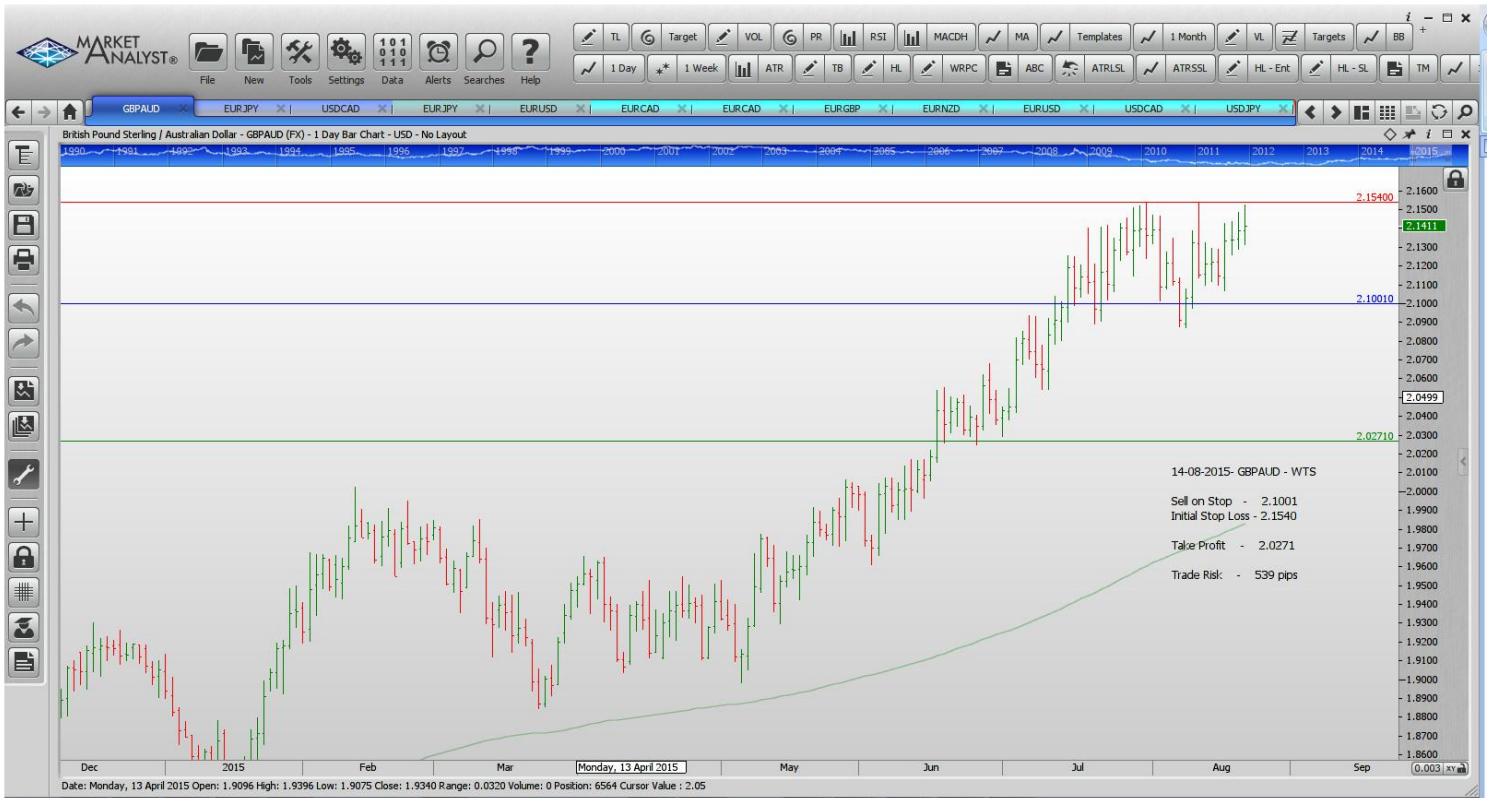 MARKET
ANALYST®
File New Tools Settings Data Alerts Searches Help
TL Target VOL PR RSI MACDH MA Templates 1 Month VL Targets BB
1 Day 1 Week ATR TB HL WRPC ABC ATRLSL ATRSSL HL - Ent HL - SL TM
GBPAUD EURJPY USDCAD EURJPY EURUSD EURCAD EURCAD EURGBP EURNZD EURUSD USDCAD USDJPY
British Pound Sterling / Australian Dollar - GBPAUD (FX) - 1 Day Bar Chart - USD - No Layout
1990 1991 1992 1993 1994 1995 1996 1997 1998 1999 2000 2001 2002 2003 2004 2005 2006 2007 2008 2009 2010 2011 2012 2013 2014 2015
2.1600
2.15400
2.1500
2.1411
2.1300
2.1200
2.1100
2.10010
2.1000
2.0900
2.0800
2.0700
2.0600
2.0499
2.0400
2.02710
2.0300
2.0200
2.0100
2.0000
1.9900
1.9800
1.9700
1.9600
1.9500
1.9400
1.9300
1.9200
1.9100
1.9000
1.8900
1.8800
1.8700
1.8600
14-08-2015- GBPAUD - WTS
Sell on Stop - 2.1001
Initial Stop Loss - 2.1540
Take Profit - 2.0271
Trade Risk - 539 pips
Dec 2015 Feb Mar Monday, 13 April 2015 May Jun Jul Aug Sep 0.003 XY
Date: Monday, 13 April 2015 Open: 1.9096 High: 1.9396 Low: 1.9075 Close: 1.9340 Range: 0.0320 Volume: 0 Position: 6564 Cursor Value : 2.05